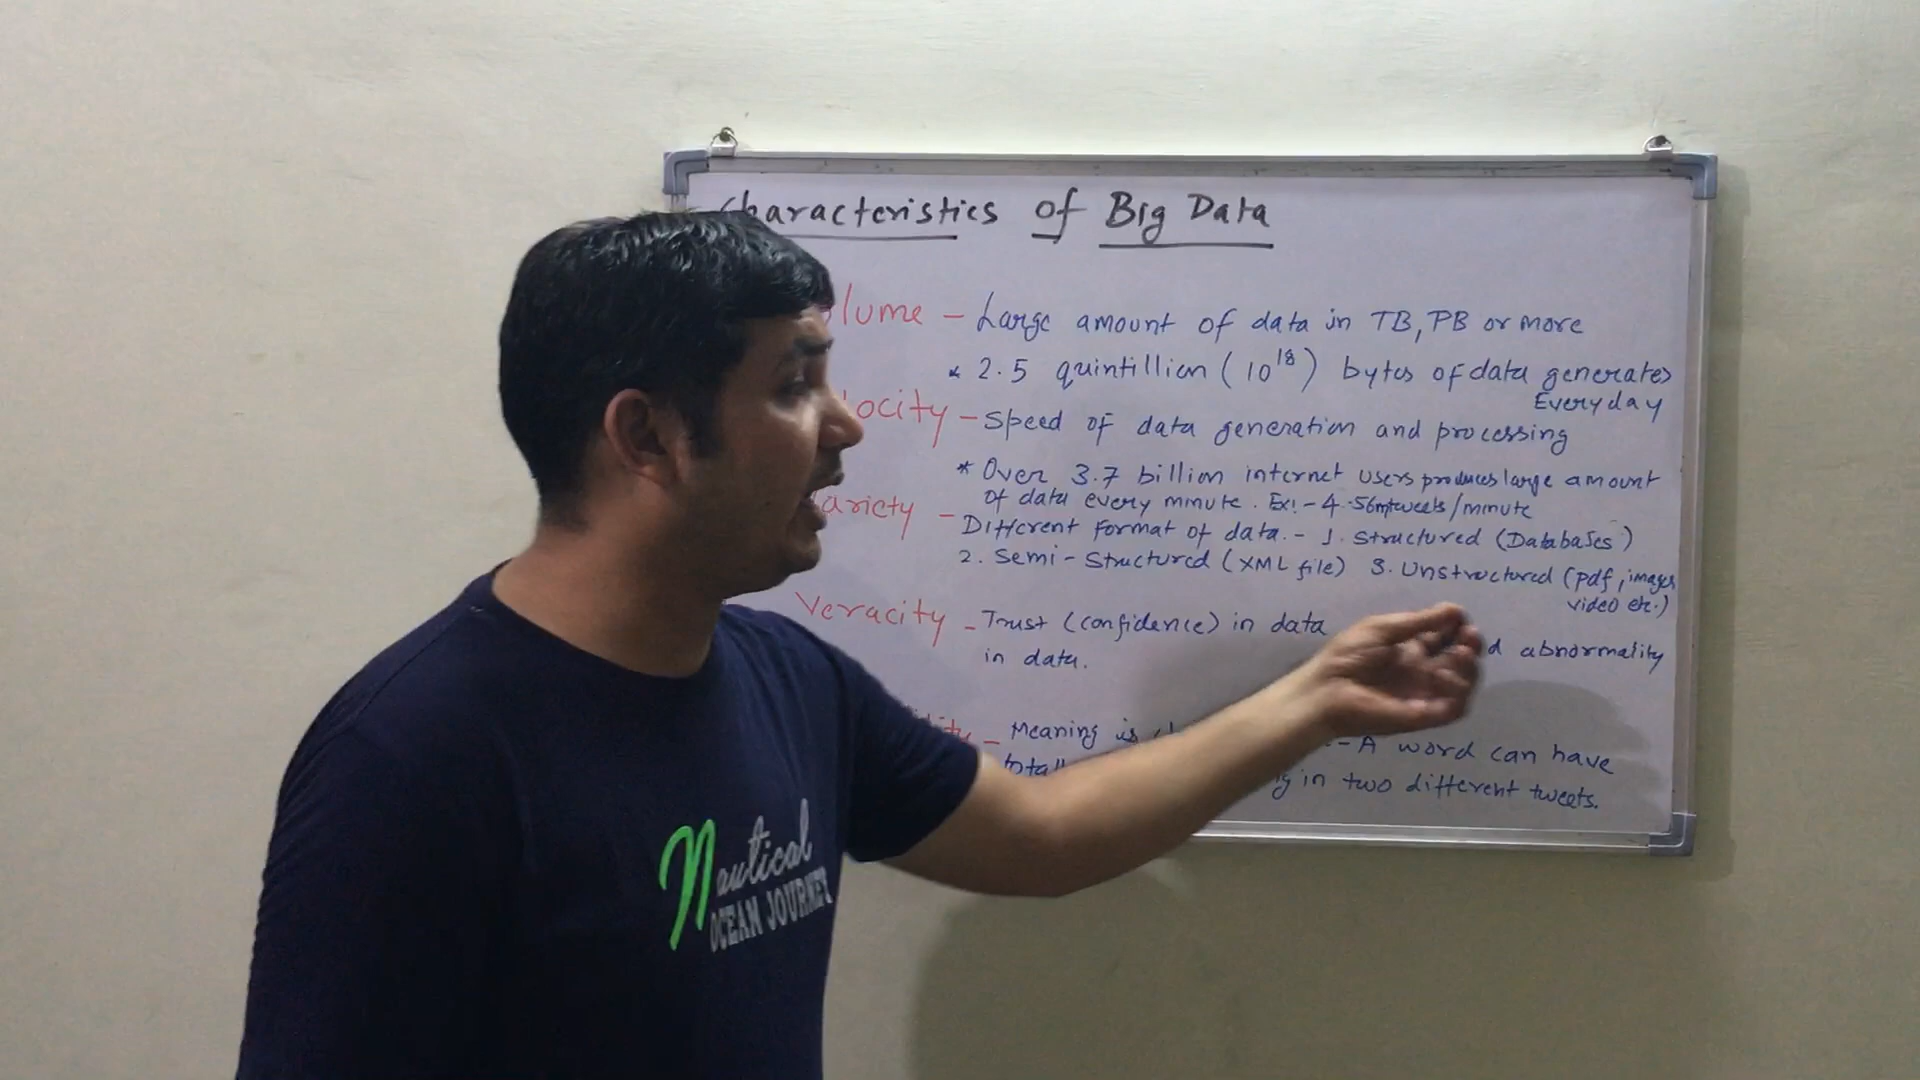 Characteristics of Big Data
lume - Large amount of data in TB, PB or more
* 2.5 quintillion (10^18) bytes of data generates
Everyday
locity - Speed of data generation and processing
* Over 3.7 billion internet users produces large amount
of data every minute. Ex:- 4.56m tweets/minute
ariety - Different Format of data. - 1. Structured (Databases)
2. Semi-Structured (XML file) 3. Unstructured (pdf, images
video etc.)
Veracity - Trust (confidence) in data
d abnormality
in data.
- Meaning is - A word can have
in two different tweets.
Nautical
OCEAN JOURNEY